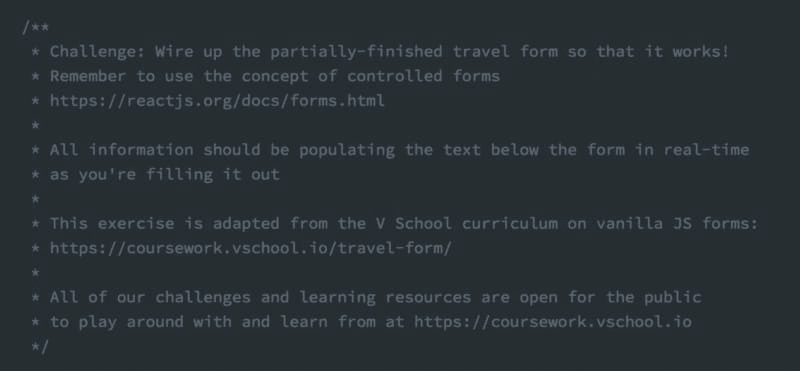 /**
* Challenge: Wire up the partially-finished travel form so that it works!
* Remember to use the concept of controlled forms
* https://reactjs.org/docs/forms.html
*
* All information should be populating the text below the form in real-time
* as you're filling it out
*
* This exercise is adapted from the V School curriculum on vanilla JS forms:
* https://coursework.vschool.io/travel-form/
*
* All of our challenges and learning resources are open for the public
* to play around with and learn from at https://coursework.vschool.io
*/